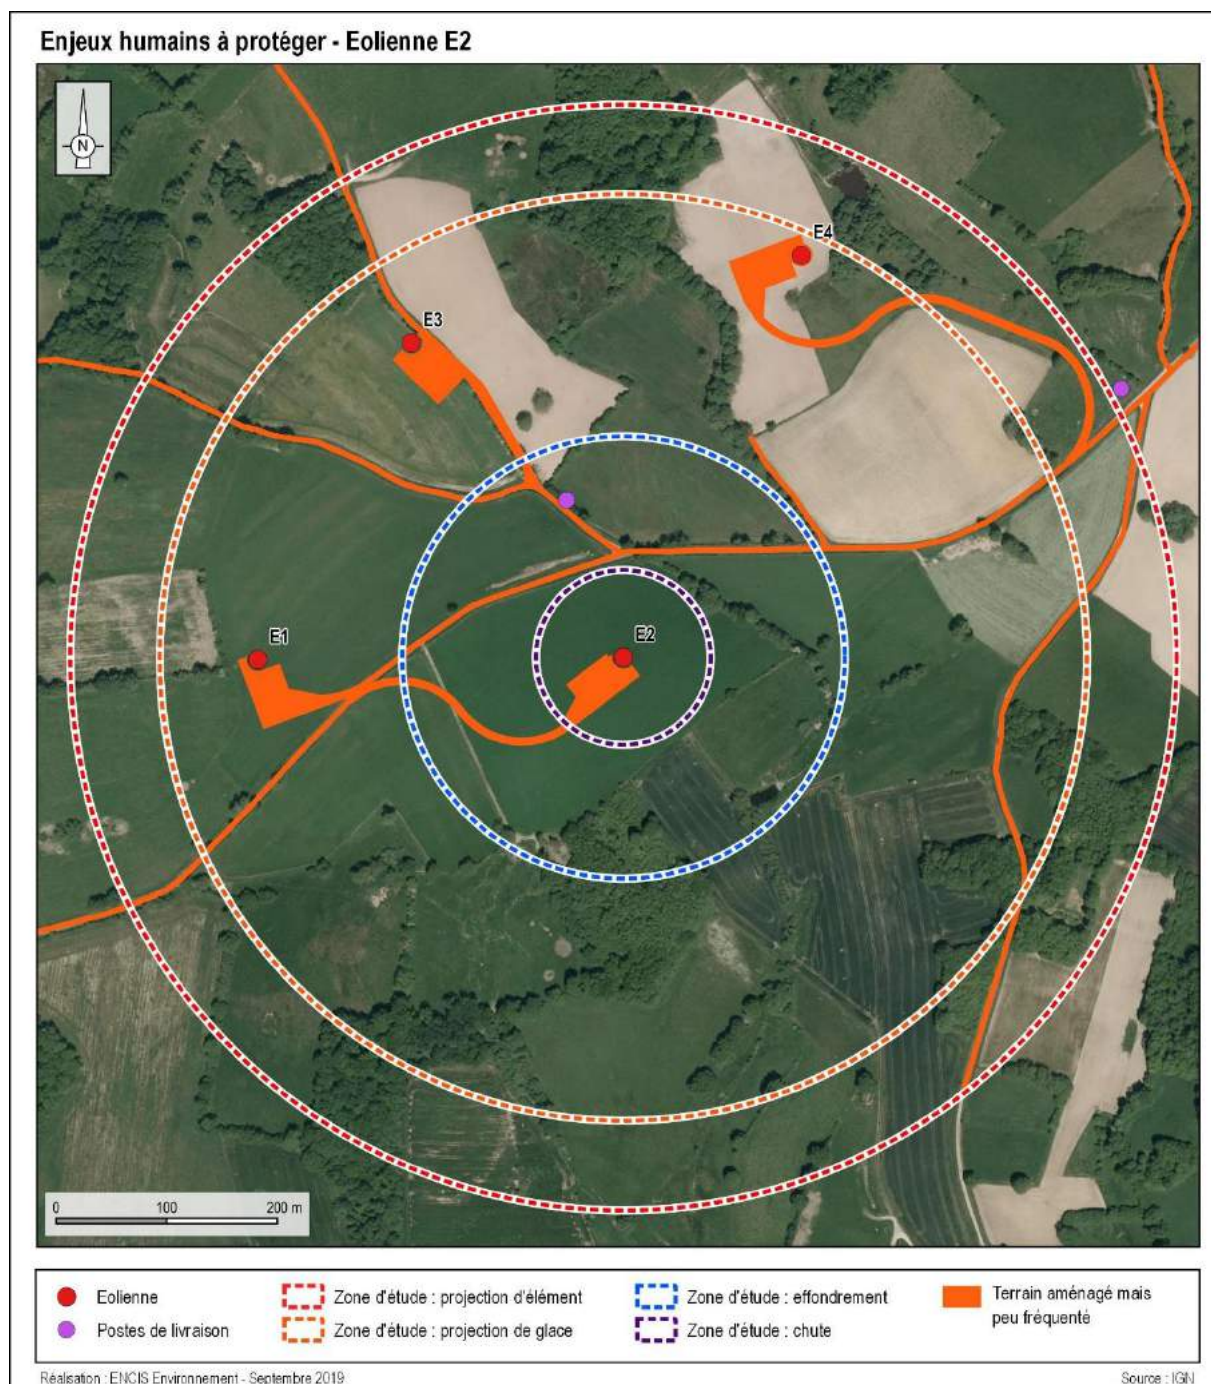 Enjeux humains à protéger - Eolienne E2
N
E4
E3
E1
E2
0 100 200 m
Eolienne
Postes de livraison
Zone d'étude : projection d'élément
Zone d'étude : projection de glace
Zone d'étude : effondrement
Zone d'étude : chute
Terrain aménagé mais
peu fréquenté
Réalisation : ENCIS Environnement - Septembre 2019
Source : IGN